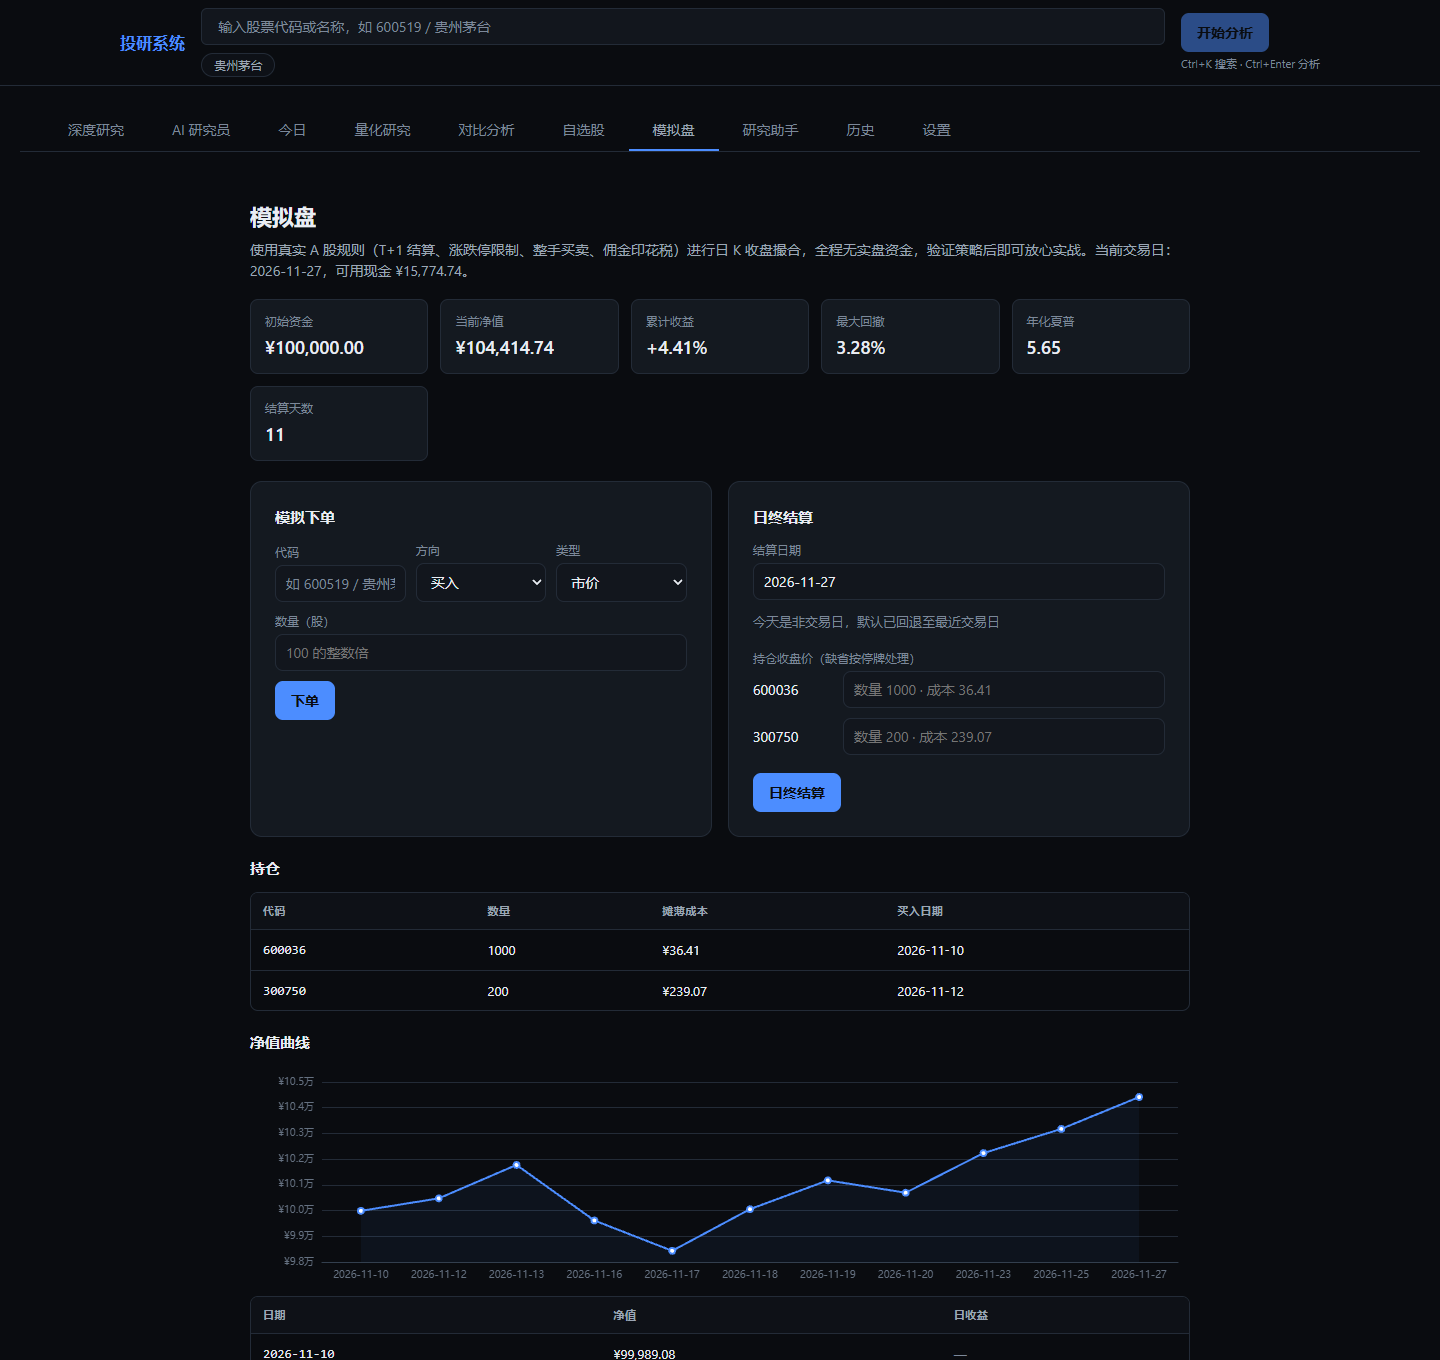 投研系统
输入股票代码或名称，如 600519 / 贵州茅台
贵州茅台
开始分析
Ctrl+K 搜索 · Ctrl+Enter 分析
深度研究
AI 研究员
今日
量化研究
对比分析
自选股
模拟盘
研究助手
历史
设置
模拟盘
使用真实 A 股规则（T+1 结算、涨跌停限制、整手买卖、佣金印花税）进行日 K 收盘撮合，全程无实盘资金，验证策略后即可放心实战。当前交易日：
2026-11-27，可用现金 ¥15,774.74。
初始资金
¥100,000.00
当前净值
¥104,414.74
累计收益
+4.41%
最大回撤
3.28%
年化夏普
5.65
结算天数
11
模拟下单
代码
方向
类型
如 600519 / 贵州
买入
市价
数量（股）
100 的整数倍
下单
日终结算
结算日期
2026-11-27
今天是非交易日，默认已回退至最近交易日
持仓收盘价（缺省按停牌处理）
600036
数量 1000 · 成本 36.41
300750
数量 200 · 成本 239.07
日终结算
持仓
代码 数量 摊薄成本 买入日期
600036 1000 ¥36.41 2026-11-10
300750 200 ¥239.07 2026-11-12
净值曲线
¥10.5万
¥10.4万
¥10.3万
¥10.2万
¥10.1万
¥10.0万
¥9.9万
¥9.8万
2026-11-10 2026-11-12 2026-11-13 2026-11-16 2026-11-17 2026-11-18 2026-11-19 2026-11-20 2026-11-23 2026-11-25 2026-11-27
日期 净值 日收益
2026-11-10 ¥99,989.08 —